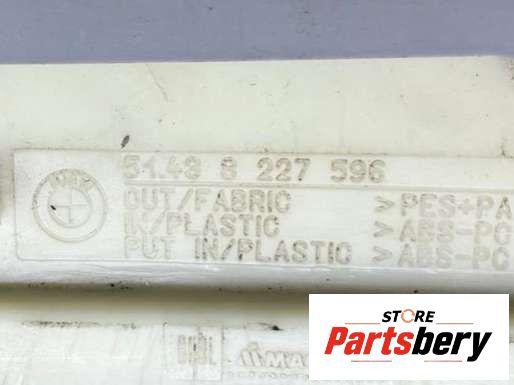 BMW
51.43 8 227 596
OUT/FABRIC >PES+PA
IN/PLASTIC >ABS-PC
PUT IN/PLASTIC >ABS-PC
STORE
Partsbery